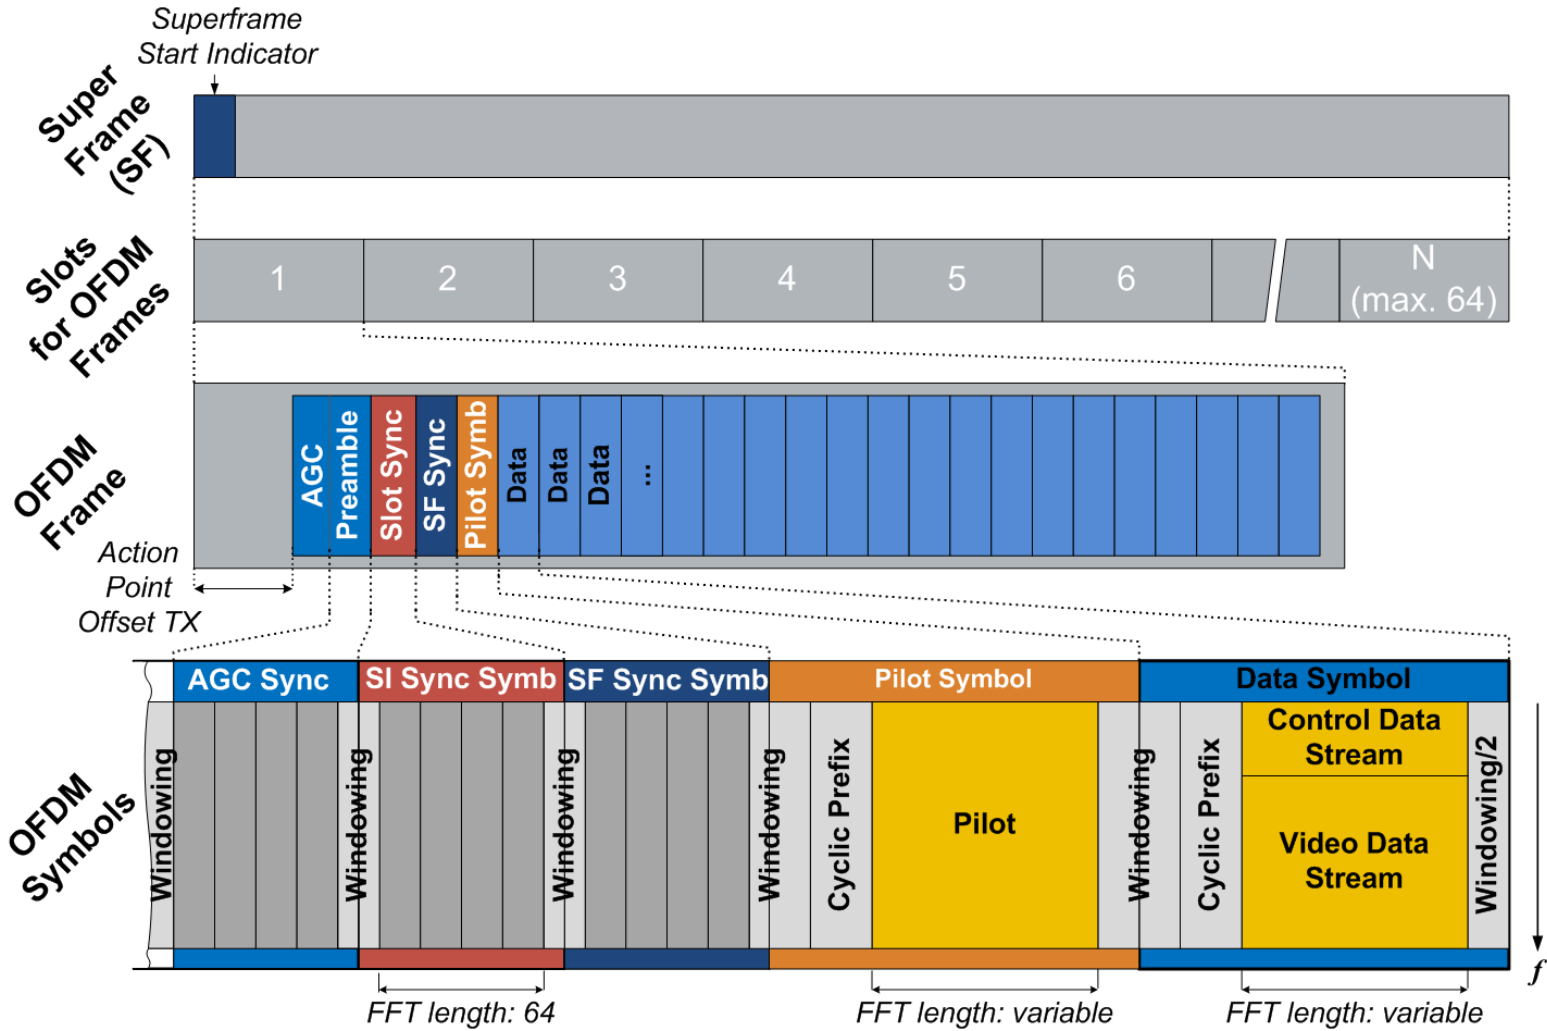 Superframe
Start Indicator
Super
Frame
(SF)
Slots
for OFDM
Frames
1
2
3
4
5
6
N
(max. 64)
OFDM
Frame
AGC
Preamble
Slot Sync
SF Sync
Pilot Symb
Data
Data
Data
...
Action
Point
Offset TX
OFDM
Symbols
AGC Sync
SI Sync Symb
SF Sync Symb
Pilot Symbol
Data Symbol
Windowing
Windowing
Windowing
Windowing
Cyclic Prefix
Pilot
Windowing
Cyclic Prefix
Control Data
Stream
Video Data
Stream
Windowing/2
f
FFT length: 64
FFT length: variable
FFT length: variable